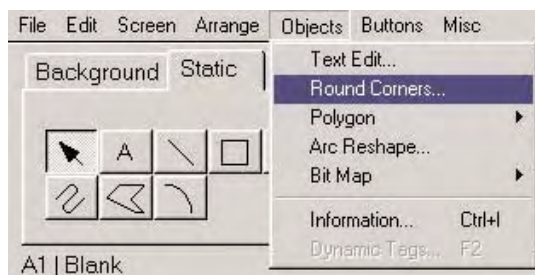 File Edit Screen Arrange Objects Buttons Misc
Background Static
A
A1 | Blank
Text Edit...
Round Corners...
Polygon
Arc Reshape...
Bit Map
Information... Ctrl+I
Dynamic Tags... F2